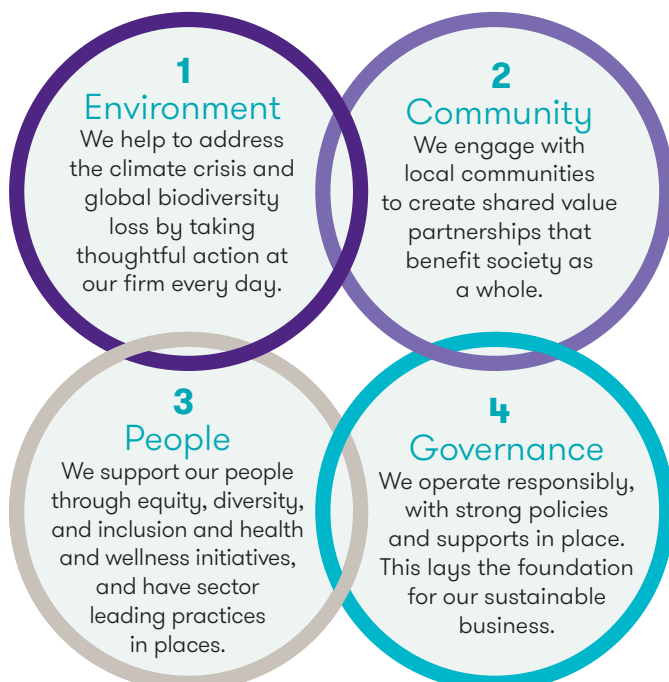 1
Environment
We help to address
the climate crisis and
global biodiversity
loss by taking
thoughtful action at
our firm every day.
2
Community
We engage with
local communities
to create shared value
partnerships that
benefit society as
a whole.
3
People
We support our people
through equity, diversity,
and inclusion and health
and wellness initiatives,
and have sector
leading practices
in places.
4
Governance
We operate responsibly,
with strong policies
and supports in place.
This lays the foundation
for our sustainable
business.